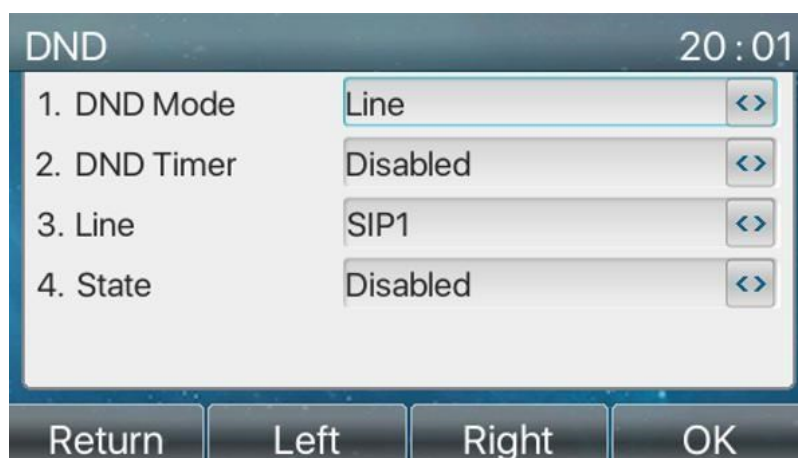 DND 20:01
1. DND Mode Line
2. DND Timer Disabled
3. Line SIP1
4. State Disabled
Return Left Right OK